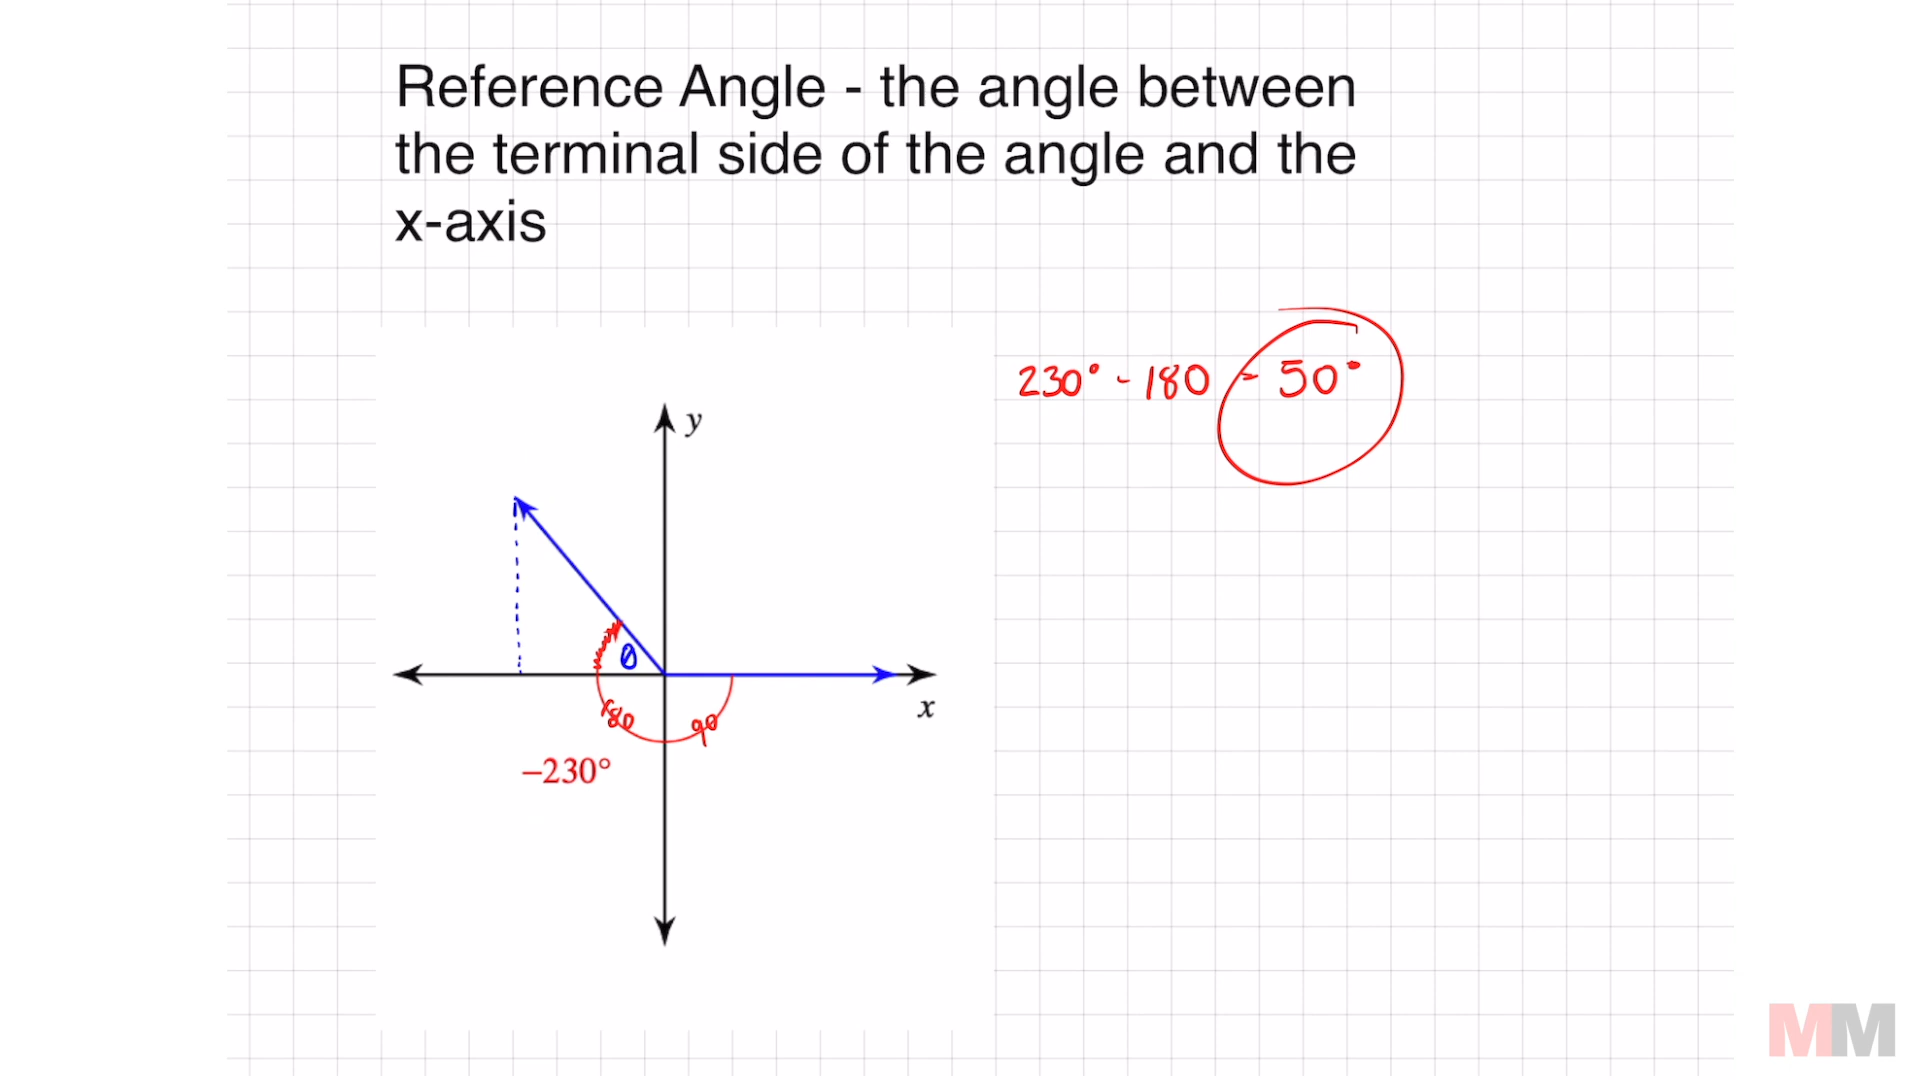 Reference Angle - the angle between
the terminal side of the angle and the
x-axis
230° - 180 = 50°
y
θ
x
180
90
−230°
MM